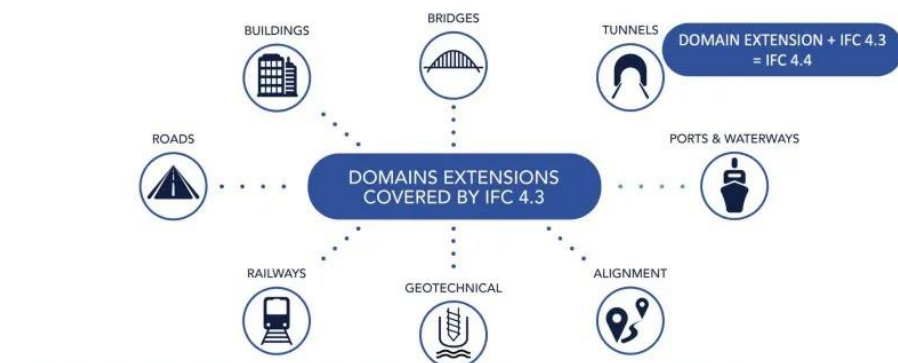 BRIDGES
BUILDINGS
TUNNELS
DOMAIN EXTENSION + IFC 4.3
= IFC 4.4
ROADS
PORTS & WATERWAYS
DOMAINS EXTENSIONS
COVERED BY IFC 4.3
RAILWAYS
GEOTECHNICAL
ALIGNMENT